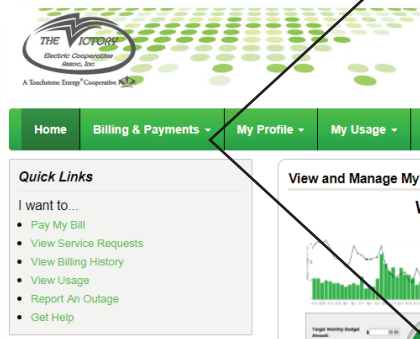 THE VICTORY
Electric Cooperative
Assoc, Inc.
A Touchstone Energy® Cooperative
Home
Billing & Payments
My Profile
My Usage
Quick Links
I want to...
Pay My Bill
View Service Requests
View Billing History
View Usage
Report An Outage
Get Help
View and Manage My
Target Monthly Budget
Amount:
$